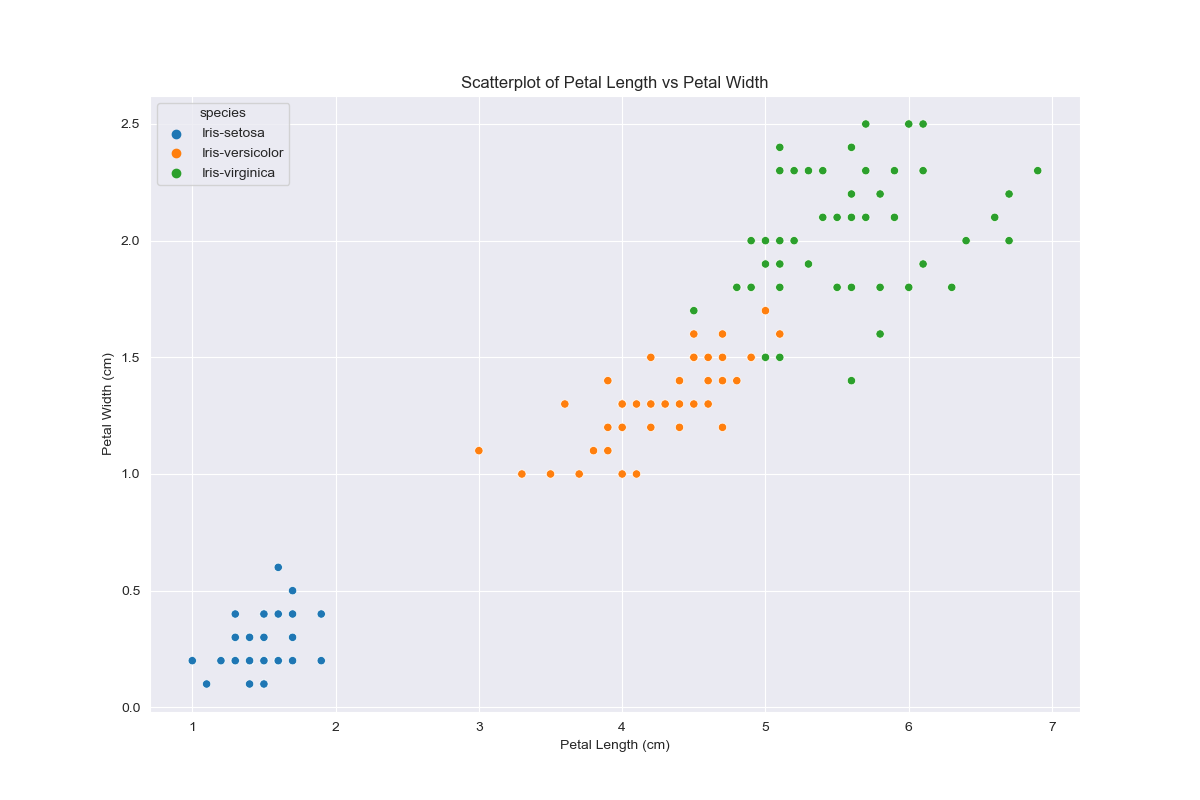 Scatterplot of Petal Length vs Petal Width
species
Iris-setosa
Iris-versicolor
Iris-virginica
Petal Width (cm)
2.5
2.0
1.5
1.0
0.5
0.0
1 2 3 4 5 6 7
Petal Length (cm)